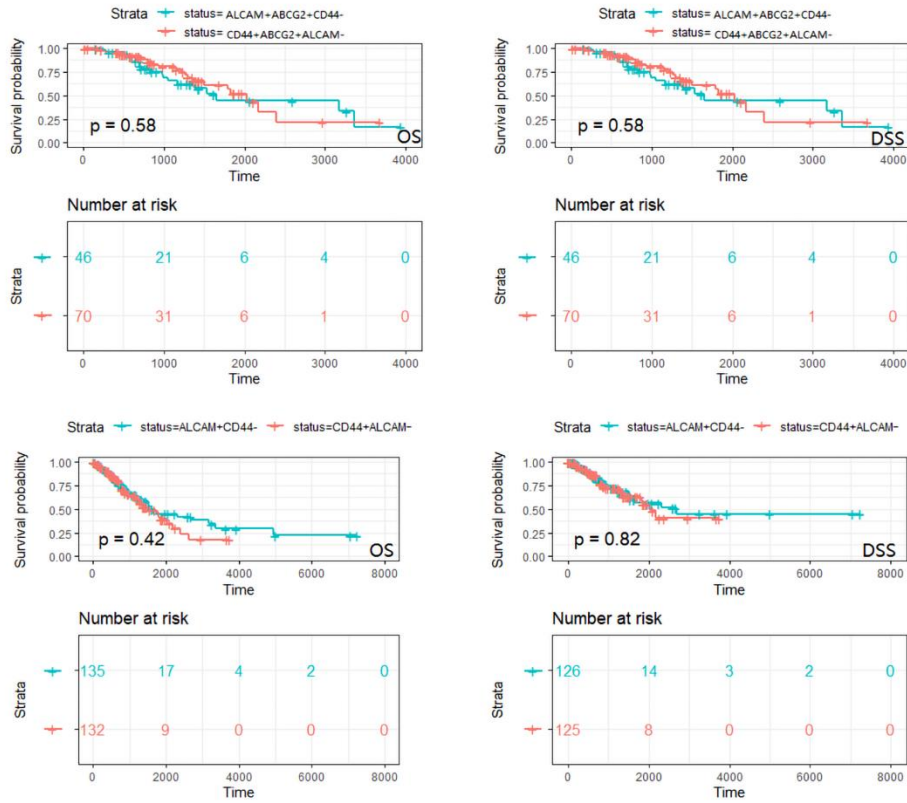 Strata status= ALCAM+ABCG2+CD44-
status= CD44+ABCG2+ALCAM-
Survival probability
1.00
0.75
0.50
0.25
0.00
p = 0.58
OS
0 1000 2000 3000 4000
Time
Number at risk
Strata
46 21 6 4 0
70 31 6 1 0
0 1000 2000 3000 4000
Time
Strata status= ALCAM+ABCG2+CD44-
status= CD44+ABCG2+ALCAM-
Survival probability
1.00
0.75
0.50
0.25
0.00
p = 0.58
DSS
0 1000 2000 3000 4000
Time
Number at risk
Strata
46 21 6 4 0
70 31 6 1 0
0 1000 2000 3000 4000
Time
Strata status=ALCAM+CD44- status=CD44+ALCAM-
Survival probability
1.00
0.75
0.50
0.25
0.00
p = 0.42
OS
0 2000 4000 6000 8000
Time
Number at risk
Strata
135 17 4 2 0
132 9 0 0 0
0 2000 4000 6000 8000
Time
Strata status=ALCAM+CD44- status=CD44+ALCAM-
Survival probability
1.00
0.75
0.50
0.25
0.00
p = 0.82
DSS
0 2000 4000 6000 8000
Time
Number at risk
Strata
126 14 3 2 0
125 8 0 0 0
0 2000 4000 6000 8000
Time